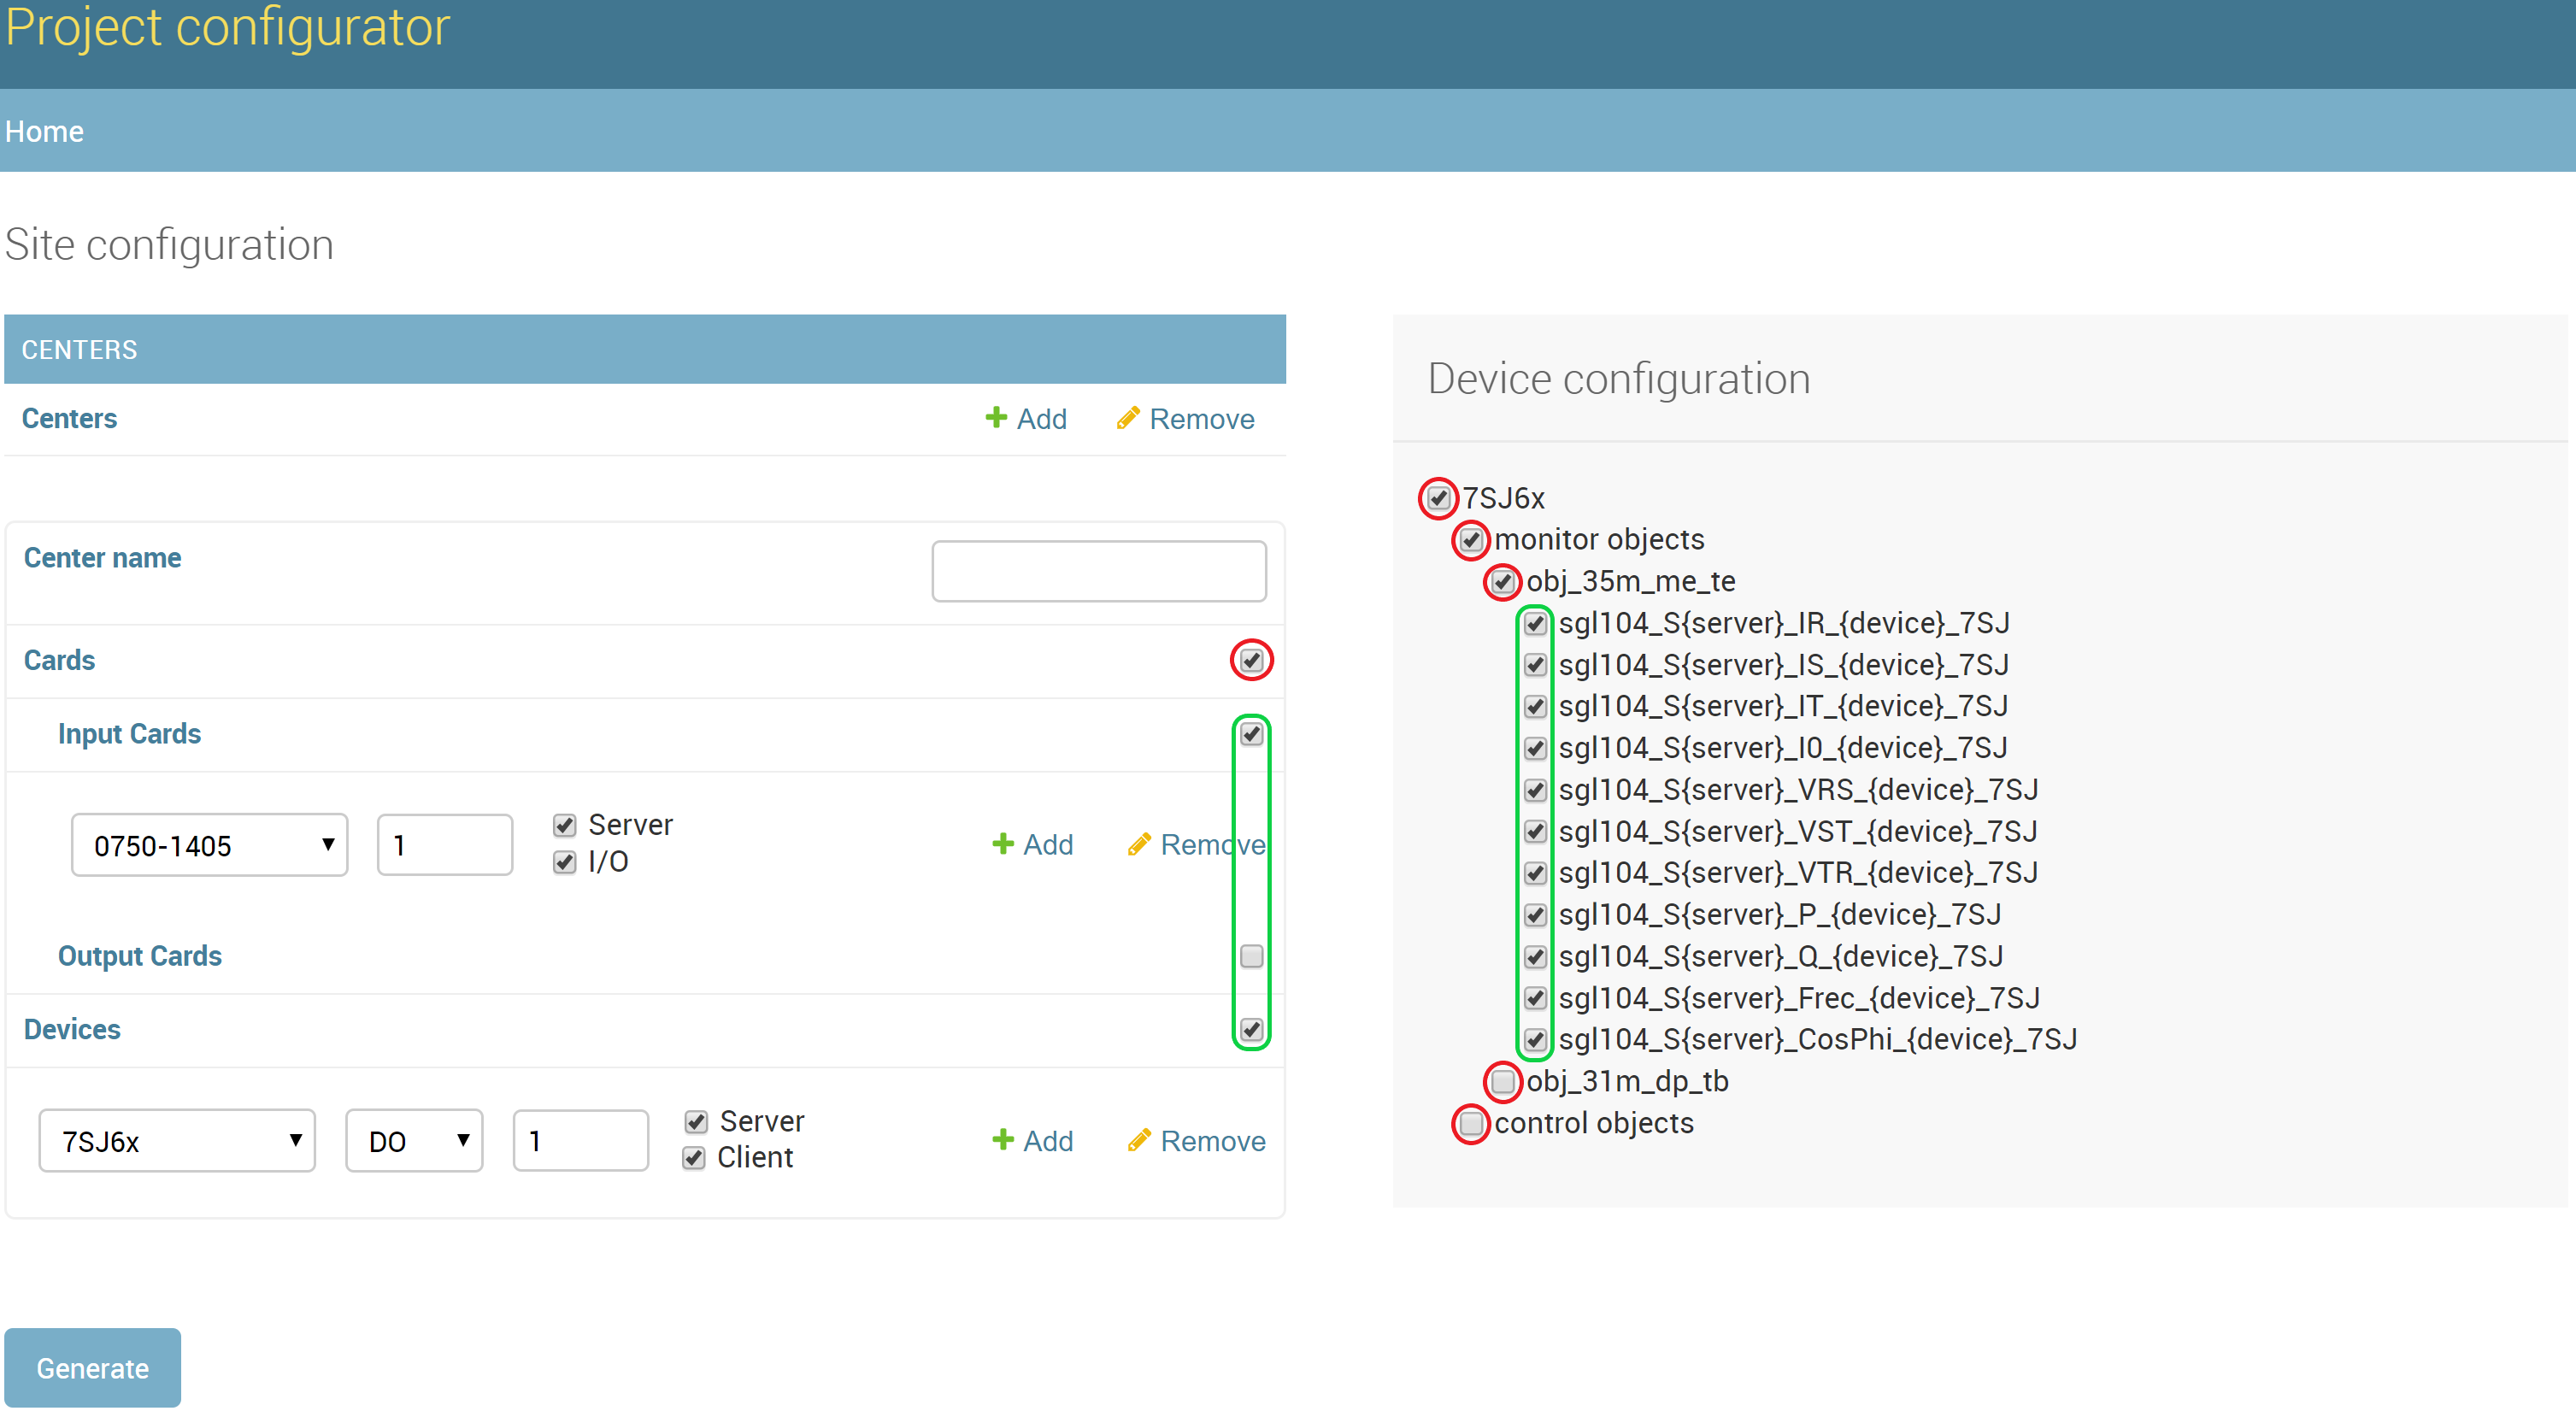 Project configurator
Home
Site configuration
CENTERS
Centers
Add
Remove
Center name
Cards
Input Cards
0750-1405
1
Server
I/O
Add
Remove
Output Cards
Devices
7SJ6x
DO
1
Server
Client
Add
Remove
Generate
Device configuration
7SJ6x
monitor objects
obj_35m_me_te
sgl104_S{server}_IR_{device}_7SJ
sgl104_S{server}_IS_{device}_7SJ
sgl104_S{server}_IT_{device}_7SJ
sgl104_S{server}_I0_{device}_7SJ
sgl104_S{server}_VRS_{device}_7SJ
sgl104_S{server}_VST_{device}_7SJ
sgl104_S{server}_VTR_{device}_7SJ
sgl104_S{server}_P_{device}_7SJ
sgl104_S{server}_Q_{device}_7SJ
sgl104_S{server}_Frec_{device}_7SJ
sgl104_S{server}_CosPhi_{device}_7SJ
obj_31m_dp_tb
control objects